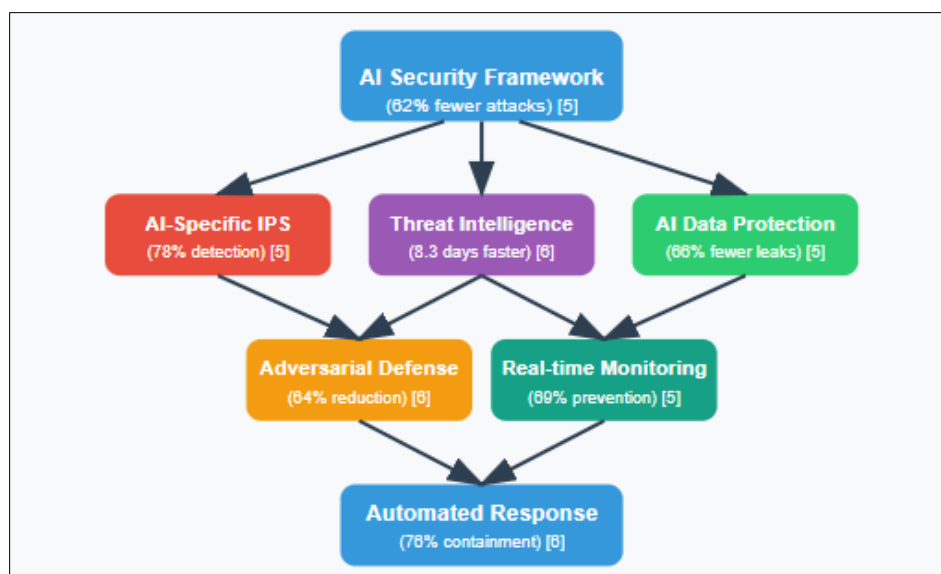 AI Security Framework
(62% fewer attacks) [5]
AI-Specific IPS
(78% detection) [5]
Threat Intelligence
(8.3 days faster) [6]
AI Data Protection
(66% fewer leaks) [5]
Adversarial Defense
(64% reduction) [6]
Real-time Monitoring
(69% prevention) [5]
Automated Response
(76% containment) [6]